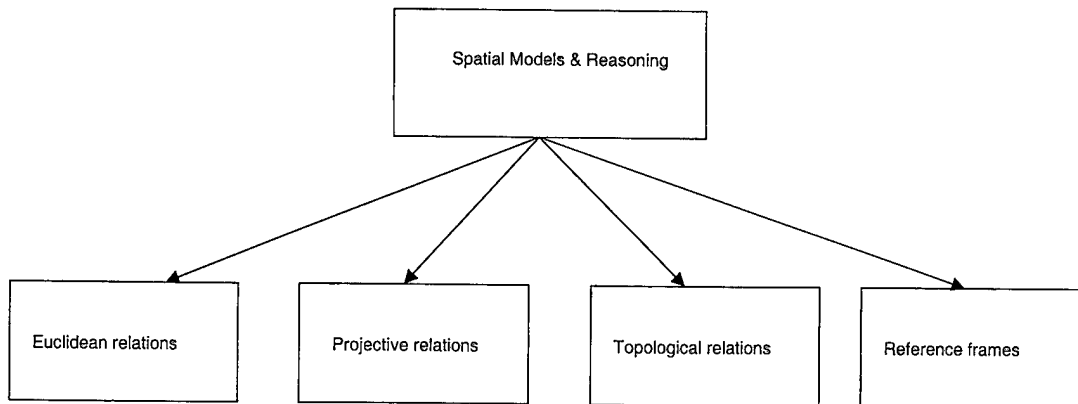 Spatial Models & Reasoning
Euclidean relations
Projective relations
Topological relations
Reference frames